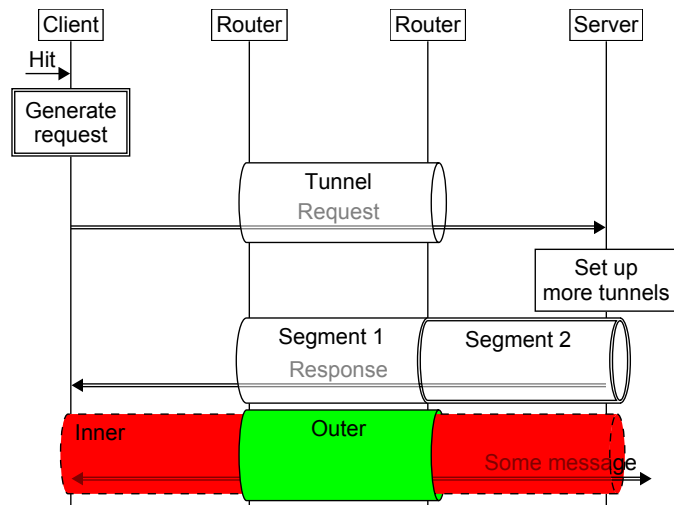 Client
Router
Router
Server
Hit
Generate
request
Tunnel
Request
Set up
more tunnels
Segment 1
Segment 2
Response
Inner
Outer
Some message